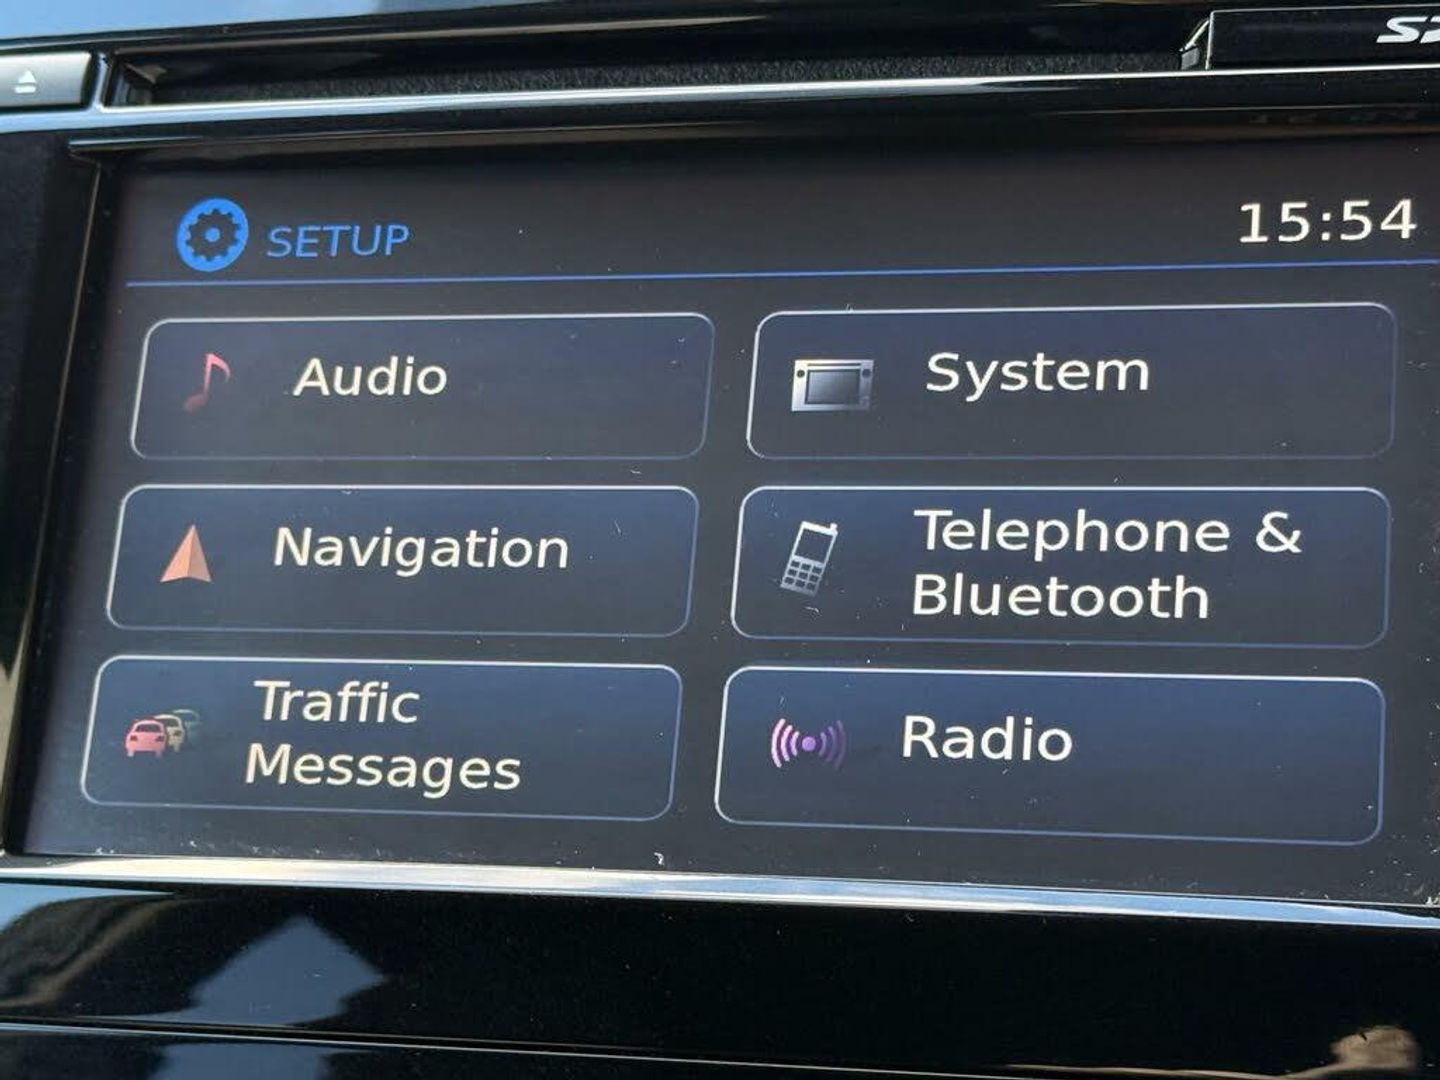 SETUP
15:54
Audio
System
Navigation
Telephone &
Bluetooth
Traffic
Messages
Radio